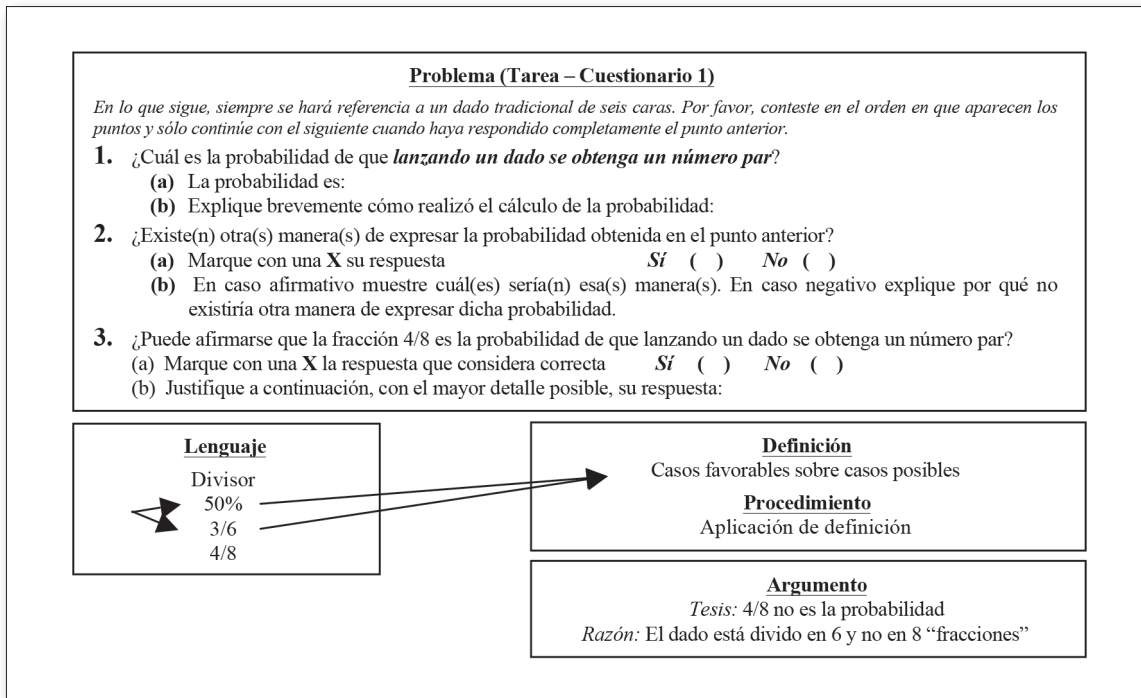 Problema (Tarea – Cuestionario 1)
En lo que sigue, siempre se hará referencia a un dado tradicional de seis caras. Por favor, conteste en el orden en que aparecen los
puntos y sólo continúe con el siguiente cuando haya respondido completamente el punto anterior.
1. ¿Cuál es la probabilidad de que lanzando un dado se obtenga un número par?
(a) La probabilidad es:
(b) Explique brevemente cómo realizó el cálculo de la probabilidad:
2. ¿Existe(n) otra(s) manera(s) de expresar la probabilidad obtenida en el punto anterior?
(a) Marque con una X su respuesta Sí ( ) No ( )
(b) En caso afirmativo muestre cuál(es) sería(n) esa(s) manera(s). En caso negativo explique por qué no
existiría otra manera de expresar dicha probabilidad.
3. ¿Puede afirmarse que la fracción 4/8 es la probabilidad de que lanzando un dado se obtenga un número par?
(a) Marque con una X la respuesta que considera correcta Sí ( ) No ( )
(b) Justifique a continuación, con el mayor detalle posible, su respuesta:
Lenguaje
Divisor
50%
3/6
4/8
Definición
Casos favorables sobre casos posibles
Procedimiento
Aplicación de definición
Argumento
Tesis: 4/8 no es la probabilidad
Razón: El dado está divido en 6 y no en 8 “fracciones”